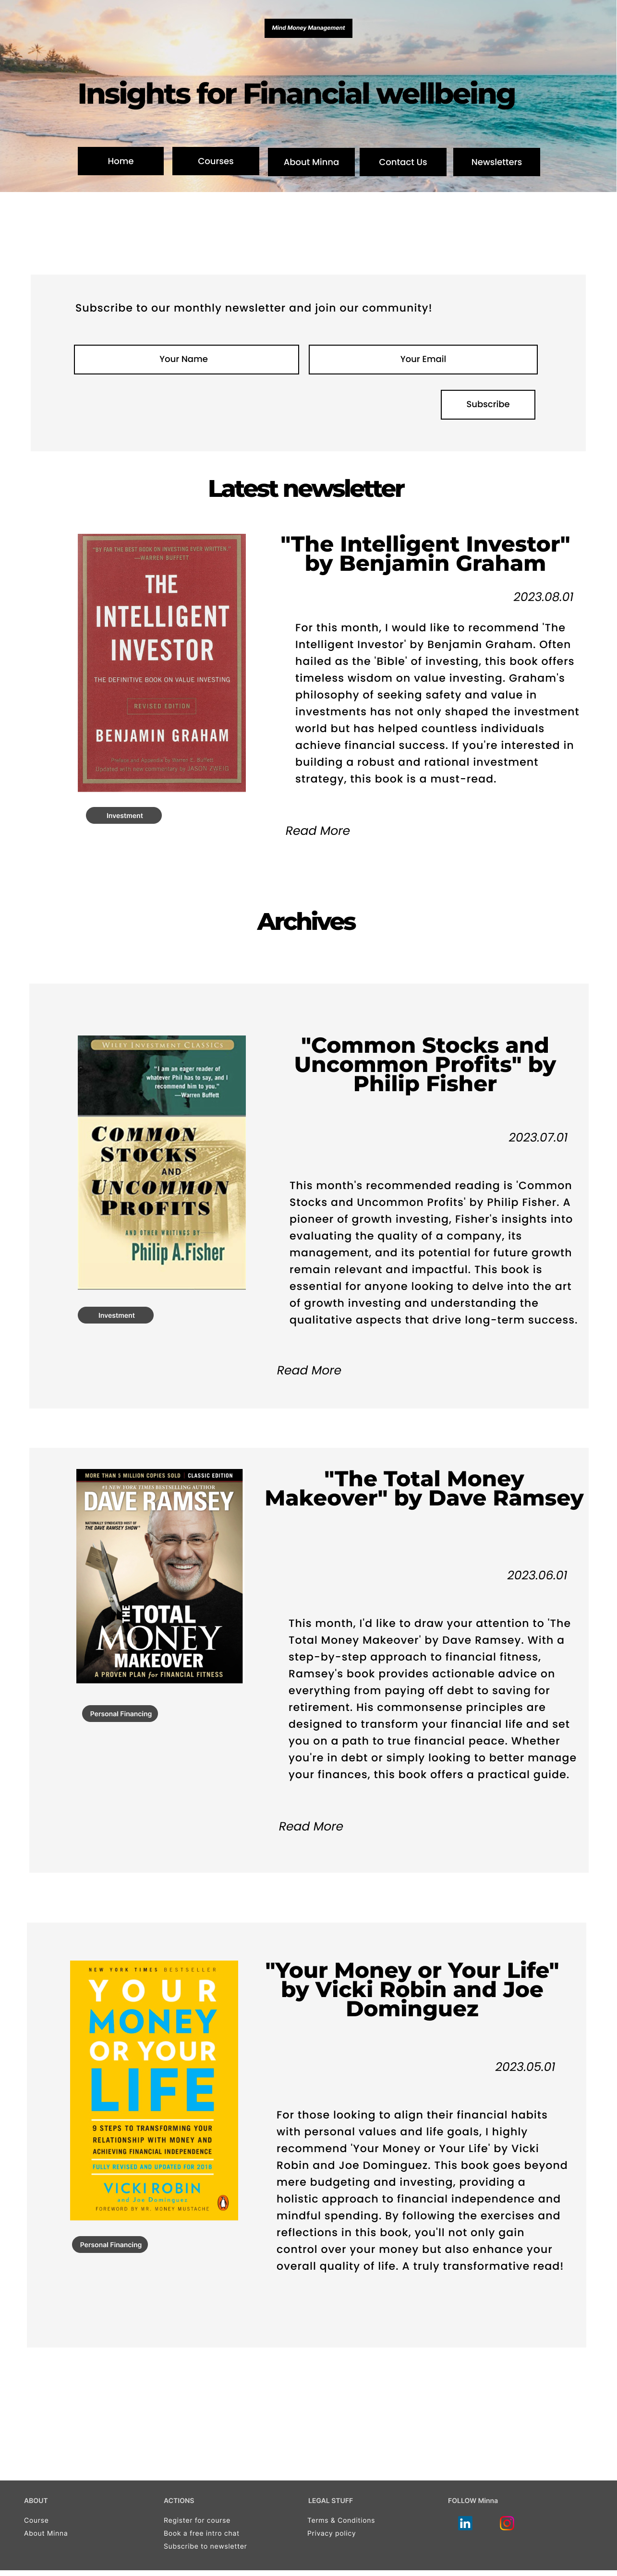 Mind Money Management
Insights for Financial wellbeing
Home
Courses
About Minna
Contact Us
Newsletters
Subscribe to our monthly newsletter and join our community!
Your Name
Your Email
Subscribe
Latest newsletter
"BY FAR THE BEST BOOK ON INVESTING EVER WRITTEN."
—WARREN BUFFETT
THE
INTELLIGENT
INVESTOR
THE DEFINITIVE BOOK ON VALUE INVESTING
REVISED EDITION
BENJAMIN GRAHAM
Updated with new commentary by JASON ZWEIG
Investment
"The Intelligent Investor"
by Benjamin Graham
2023.08.01
For this month, I would like to recommend 'The
Intelligent Investor' by Benjamin Graham. Often
hailed as the 'Bible' of investing, this book offers
timeless wisdom on value investing. Graham's
philosophy of seeking safety and value in
investments has not only shaped the investment
world but has helped countless individuals
achieve financial success. If you're interested in
building a robust and rational investment
strategy, this book is a must-read.
Read More
Archives
WILEY INVESTMENT CLASSICS
"I am an eager reader of
whatever Phil has to say, and I
recommend him to you."
—Warren Buffett
COMMON
STOCKS
AND
UNCOMMON
PROFITS
AND OTHER WRITINGS BY
Philip A. Fisher
Investment
"Common Stocks and
Uncommon Profits" by
Philip Fisher
2023.07.01
This month's recommended reading is 'Common
Stocks and Uncommon Profits' by Philip Fisher. A
pioneer of growth investing, Fisher's insights into
evaluating the quality of a company, its
management, and its potential for future growth
remain relevant and impactful. This book is
essential for anyone looking to delve into the art
of growth investing and understanding the
qualitative aspects that drive long-term success.
Read More
MORE THAN 5 MILLION COPIES SOLD CLASSIC EDITION
#1 NEW YORK TIMES BESTSELLING AUTHOR
DAVE RAMSEY
NATIONALLY SYNDICATED HOST OF
THE DAVE RAMSEY SHOW
THE TOTAL
MONEY
MAKEOVER
A PROVEN PLAN for FINANCIAL FITNESS
Personal Financing
"The Total Money
Makeover" by Dave Ramsey
2023.06.01
This month, I'd like to draw your attention to 'The
Total Money Makeover' by Dave Ramsey. With a
step-by-step approach to financial fitness,
Ramsey's book provides actionable advice on
everything from paying off debt to saving for
retirement. His commonsense principles are
designed to transform your financial life and set
you on a path to true financial peace. Whether
you're in debt or simply looking to better manage
your finances, this book offers a practical guide.
Read More
NEW YORK TIMES BESTSELLER
YOUR
MONEY
OR YOUR
LIFE
9 STEPS TO TRANSFORMING YOUR
RELATIONSHIP WITH MONEY AND
ACHIEVING FINANCIAL INDEPENDENCE
FULLY REVISED AND UPDATED FOR 2018
VICKI ROBIN
and Joe Dominguez
FOREWORD BY MR. MONEY MUSTACHE
Personal Financing
"Your Money or Your Life"
by Vicki Robin and Joe
Dominguez
2023.05.01
For those looking to align their financial habits
with personal values and life goals, I highly
recommend 'Your Money or Your Life' by Vicki
Robin and Joe Dominguez. This book goes beyond
mere budgeting and investing, providing a
holistic approach to financial independence and
mindful spending. By following the exercises and
reflections in this book, you'll not only gain
control over your money but also enhance your
overall quality of life. A truly transformative read!
ABOUT
Course
About Minna
ACTIONS
Register for course
Book a free intro chat
Subscribe to newsletter
LEGAL STUFF
Terms & Conditions
Privacy policy
FOLLOW Minna
in